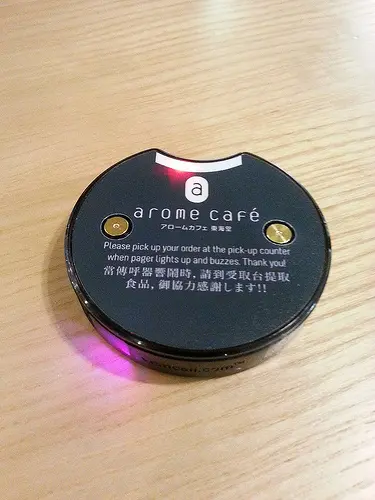 a
arome café
アロームカフェ 東海堂
Please pick up your order at the pick-up counter
when pager lights up and buzzes. Thank you!
當傳呼器響鬧時，請到受取台提取
食品，御協力感謝します!!